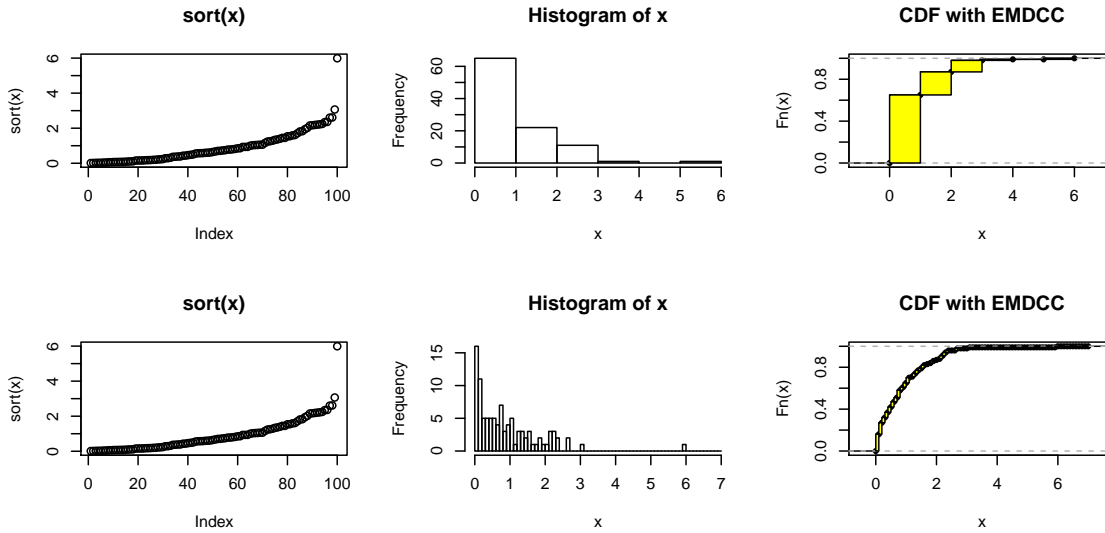 sort(x)
Histogram of x
CDF with EMDCC
sort(x)
0 2 4 6
0 20 40 60 80 100
Index
Frequency
0 20 40 60
0 1 2 3 4 5 6
x
Fn(x)
0.0 0.4 0.8
0 2 4 6
x
sort(x)
Histogram of x
CDF with EMDCC
sort(x)
0 2 4 6
0 20 40 60 80 100
Index
Frequency
0 5 10 15
0 1 2 3 4 5 6 7
x
Fn(x)
0.0 0.4 0.8
0 2 4 6
x